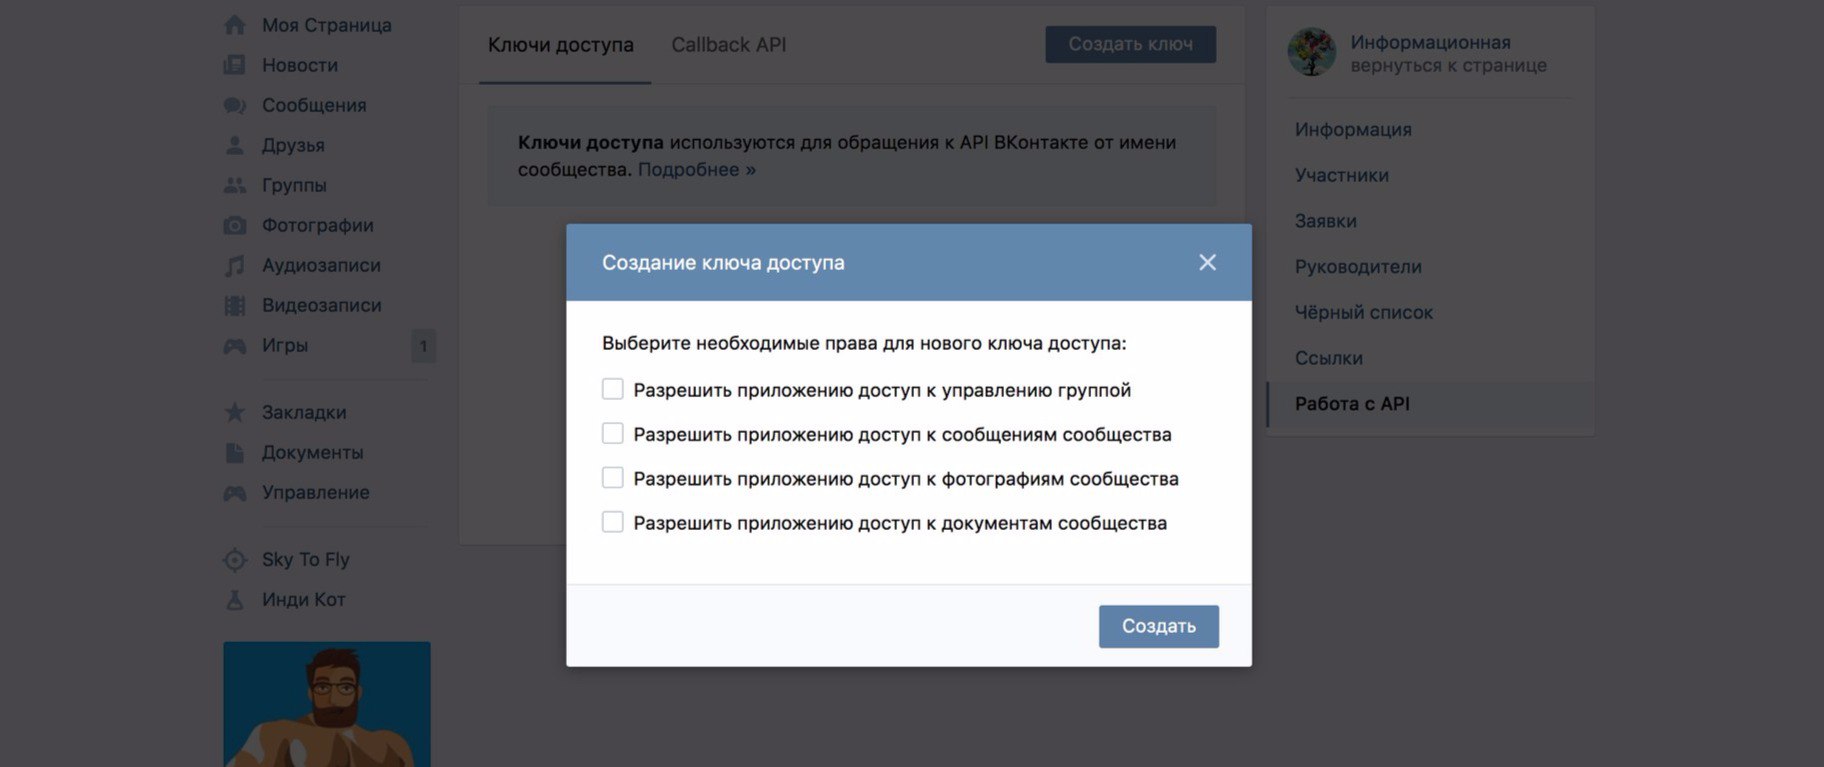 Моя Страница
Новости
Сообщения
Друзья
Группы
Фотографии
Аудиозаписи
Видеозаписи
Игры 1
Закладки
Документы
Управление
Sky To Fly
Инди Кот
Ключи доступа Callback API Создать ключ
Ключи доступа используются для обращения к API ВКонтакте от имени
сообщества. Подробнее »
Создание ключа доступа
Выберите необходимые права для нового ключа доступа:
Разрешить приложению доступ к управлению группой
Разрешить приложению доступ к сообщениям сообщества
Разрешить приложению доступ к фотографиям сообщества
Разрешить приложению доступ к документам сообщества
Создать
Информационная
вернуться к странице
Информация
Участники
Заявки
Руководители
Чёрный список
Ссылки
Работа с API